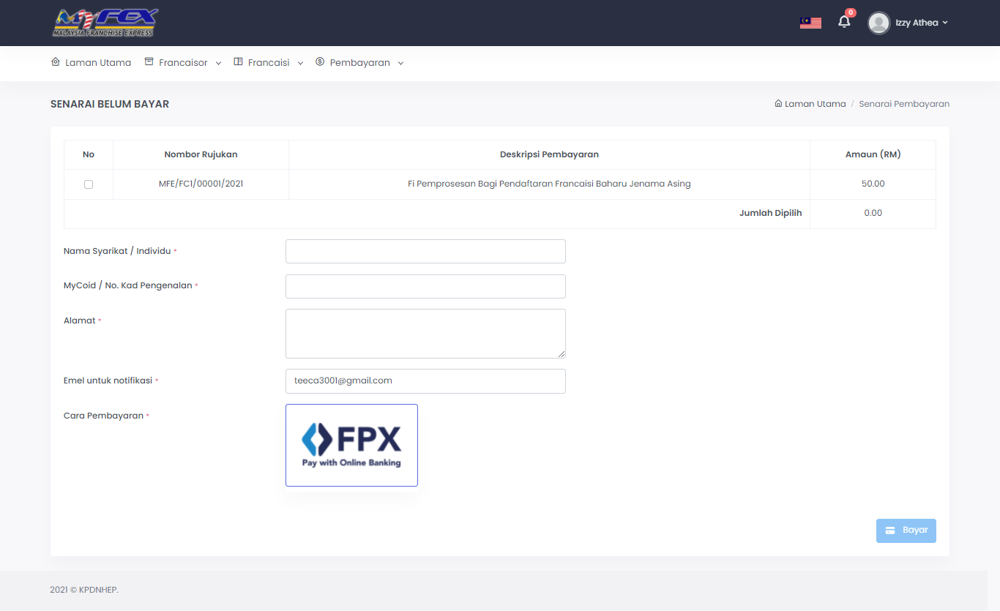 MyFEX
MALAYSIA FRANCHISE EXPRESS
0
Izzy Athea
Laman Utama Francaisor Francaisi Pembayaran
SENARAI BELUM BAYAR
Laman Utama / Senarai Pembayaran
No Nombor Rujukan Deskripsi Pembayaran Amaun (RM)
MFE/FC1/00001/2021 Fi Pemprosesan Bagi Pendaftaran Francaisi Baharu Jenama Asing 50.00
Jumlah Dipilih 0.00
Nama Syarikat / Individu *
MyCoid / No. Kad Pengenalan *
Alamat *
Emel untuk notifikasi * teeca3001@gmail.com
Cara Pembayaran *
FPX
Pay with Online Banking
Bayar
2021 © KPDNHEP.